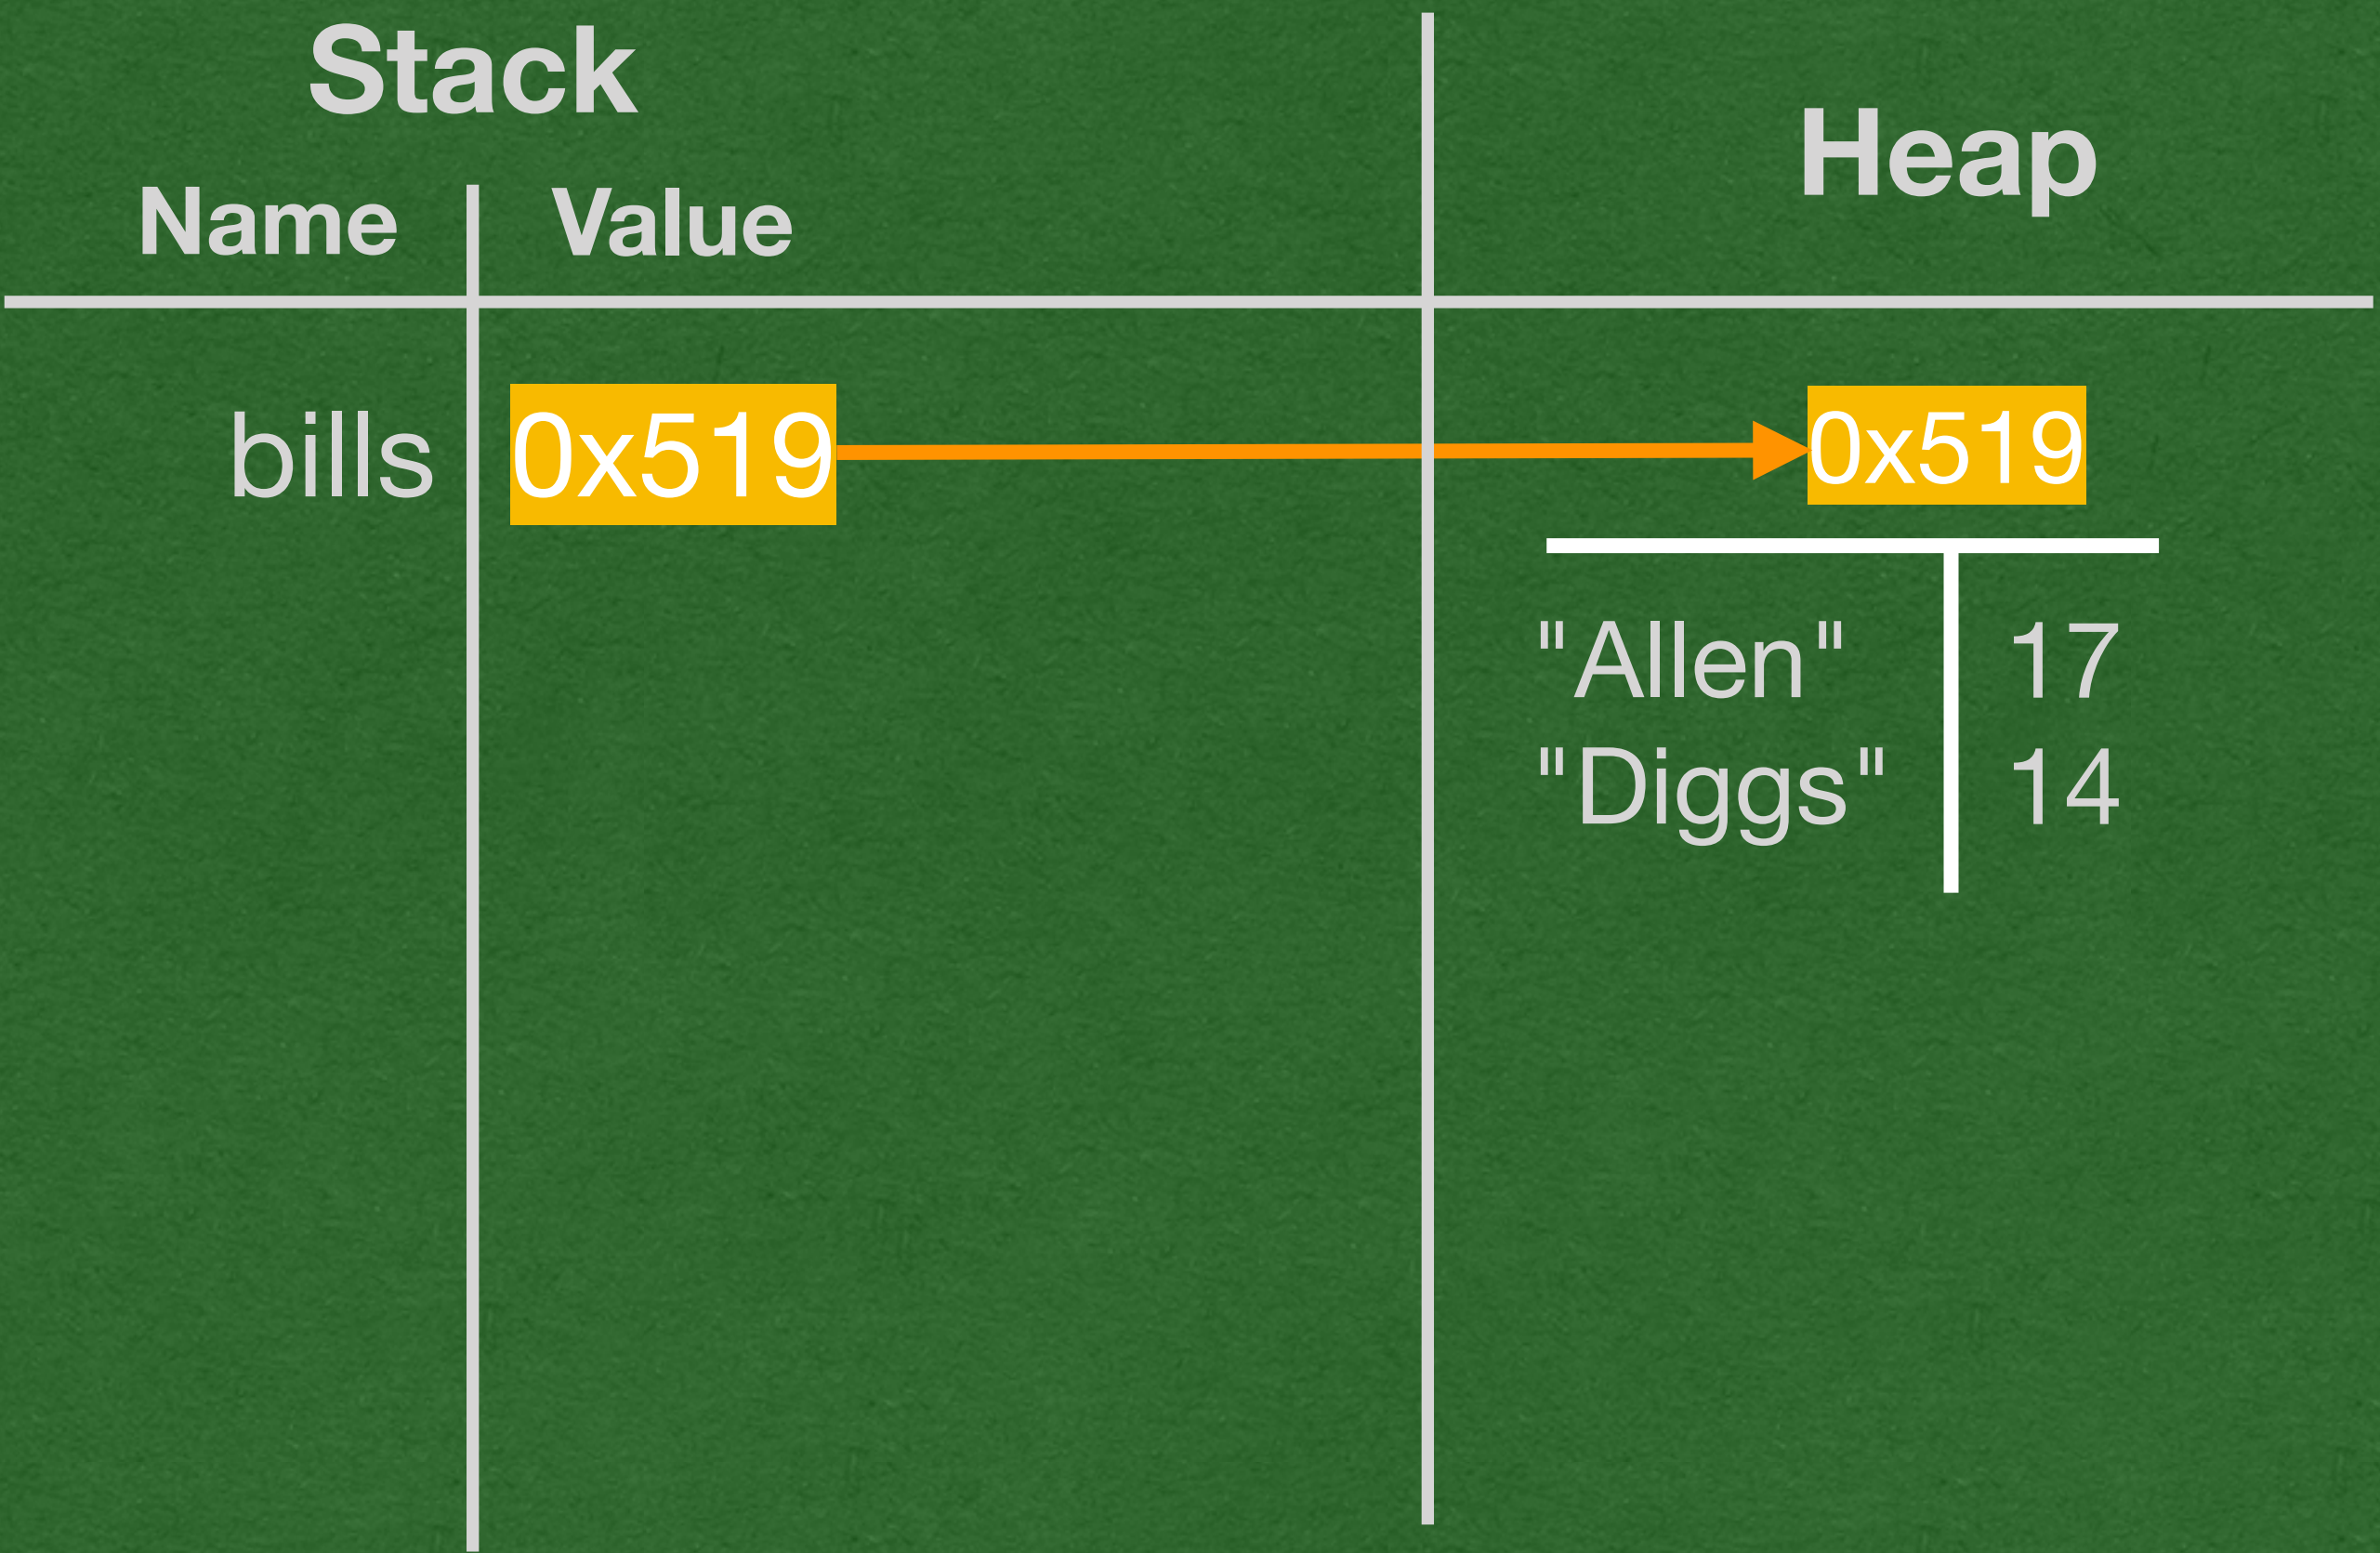 Stack
Heap
Name Value
bills 0x519 0x519
"Allen" 17
"Diggs" 14